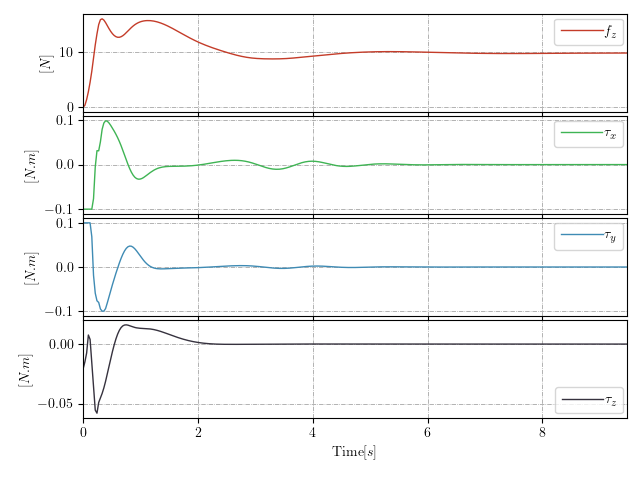 10
0
[N]
f_z
0.1
0.0
−0.1
[N.m]
τ_x
0.1
0.0
−0.1
[N.m]
τ_y
0.00
−0.05
[N.m]
τ_z
0 2 4 6 8
Time[s]